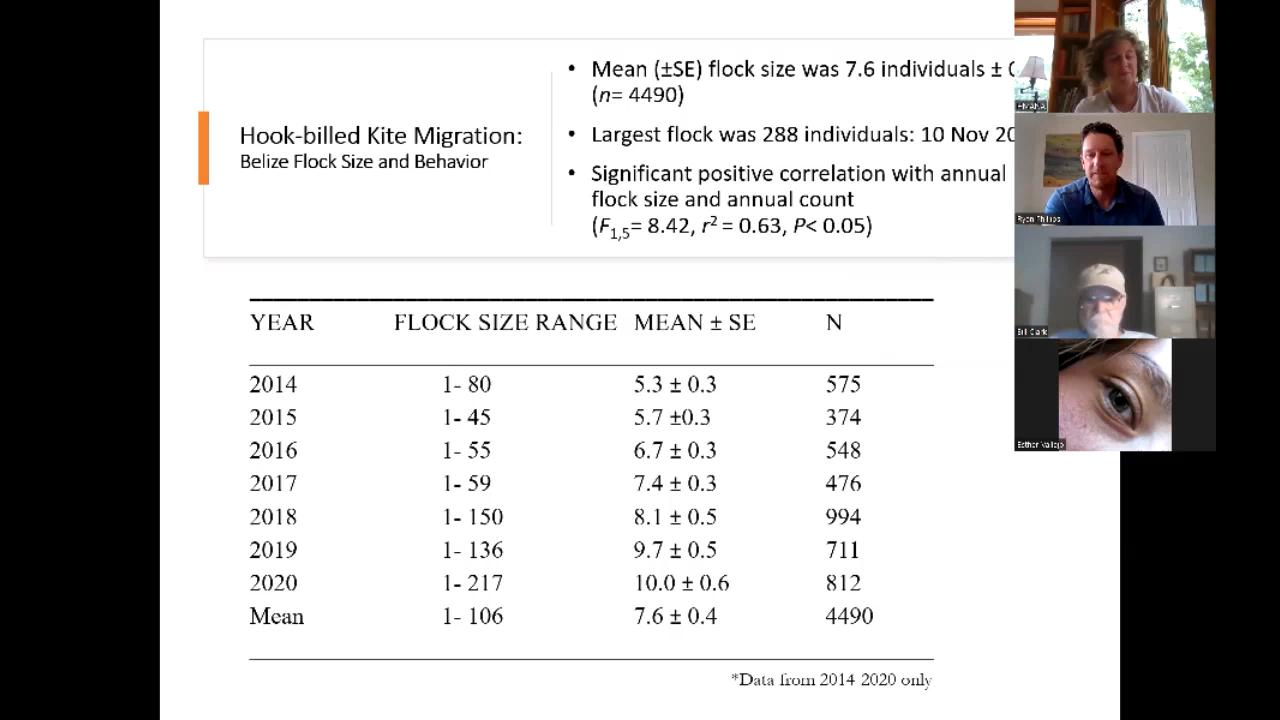 Hook-billed Kite Migration:
Belize Flock Size and Behavior
• Mean (±SE) flock size was 7.6 individuals ±
(n= 4490)
• Largest flock was 288 individuals: 10 Nov 20
• Significant positive correlation with annual
flock size and annual count
(F1,5= 8.42, r2 = 0.63, P< 0.05)
YEAR FLOCK SIZE RANGE MEAN ± SE N
2014 1- 80 5.3 ± 0.3 575
2015 1- 45 5.7 ±0.3 374
2016 1- 55 6.7 ± 0.3 548
2017 1- 59 7.4 ± 0.3 476
2018 1- 150 8.1 ± 0.5 994
2019 1- 136 9.7 ± 0.5 711
2020 1- 217 10.0 ± 0.6 812
Mean 1- 106 7.6 ± 0.4 4490
*Data from 2014-2020 only
HMANA
Ryan Phillips
Bill Clark
Esther Vallejo